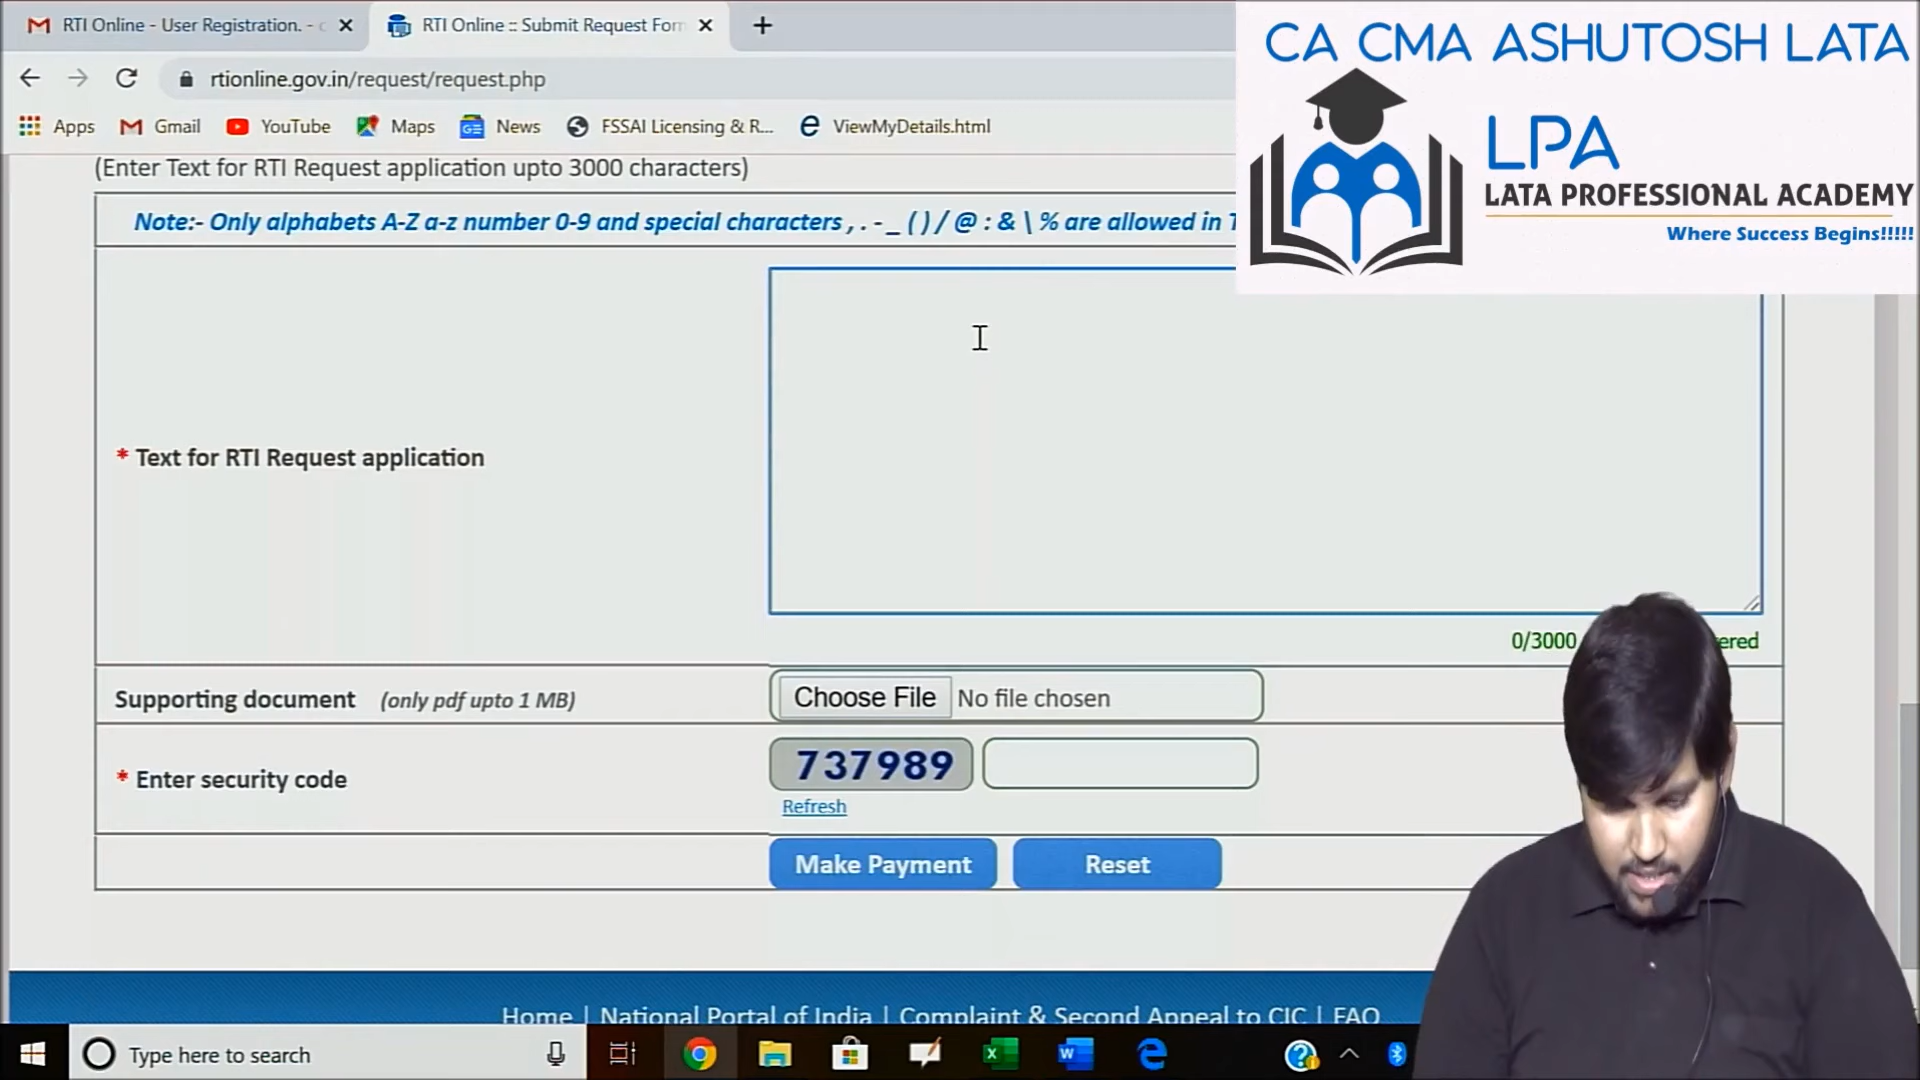 RTI Online - User Registration. -
RTI Online :: Submit Request Form
CA CMA ASHUTOSH LATA
rtionline.gov.in/request/request.php
Apps
Gmail
YouTube
Maps
News
FSSAI Licensing & R...
ViewMyDetails.html
LPA
LATA PROFESSIONAL ACADEMY
Where Success Begins!!!!!
(Enter Text for RTI Request application upto 3000 characters)
Note:- Only alphabets A-Z a-z number 0-9 and special characters , . - _ ( ) / @ : & \ % are allowed in
* Text for RTI Request application
0/3000
Supporting document (only pdf upto 1 MB)
Choose File No file chosen
* Enter security code
737989
Refresh
Make Payment
Reset
Home | National Portal of India | Complaint & Second Appeal to CIC | FAQ
Type here to search